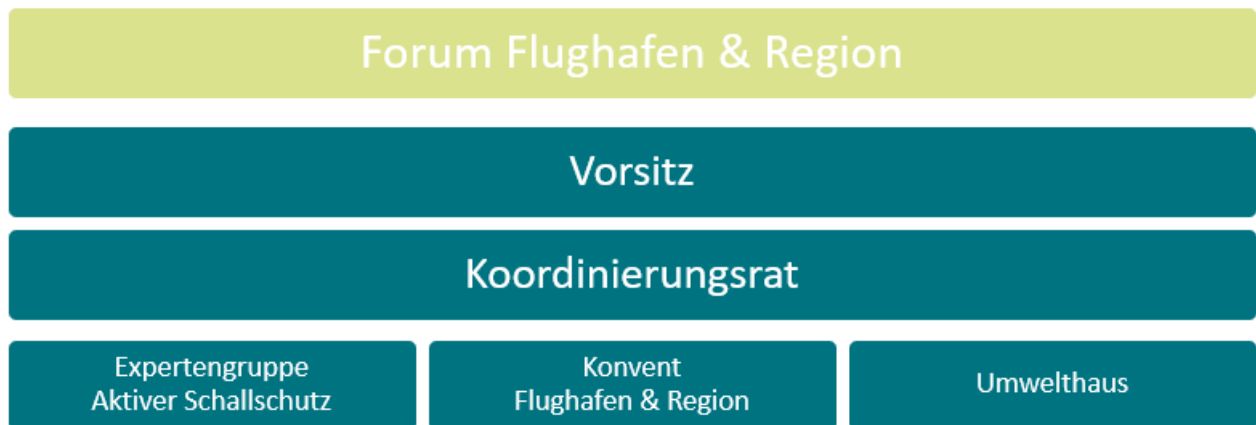 Forum Flughafen & Region
Vorsitz
Koordinierungsrat
Expertengruppe
Aktiver Schallschutz
Konvent
Flughafen & Region
Umwelthaus